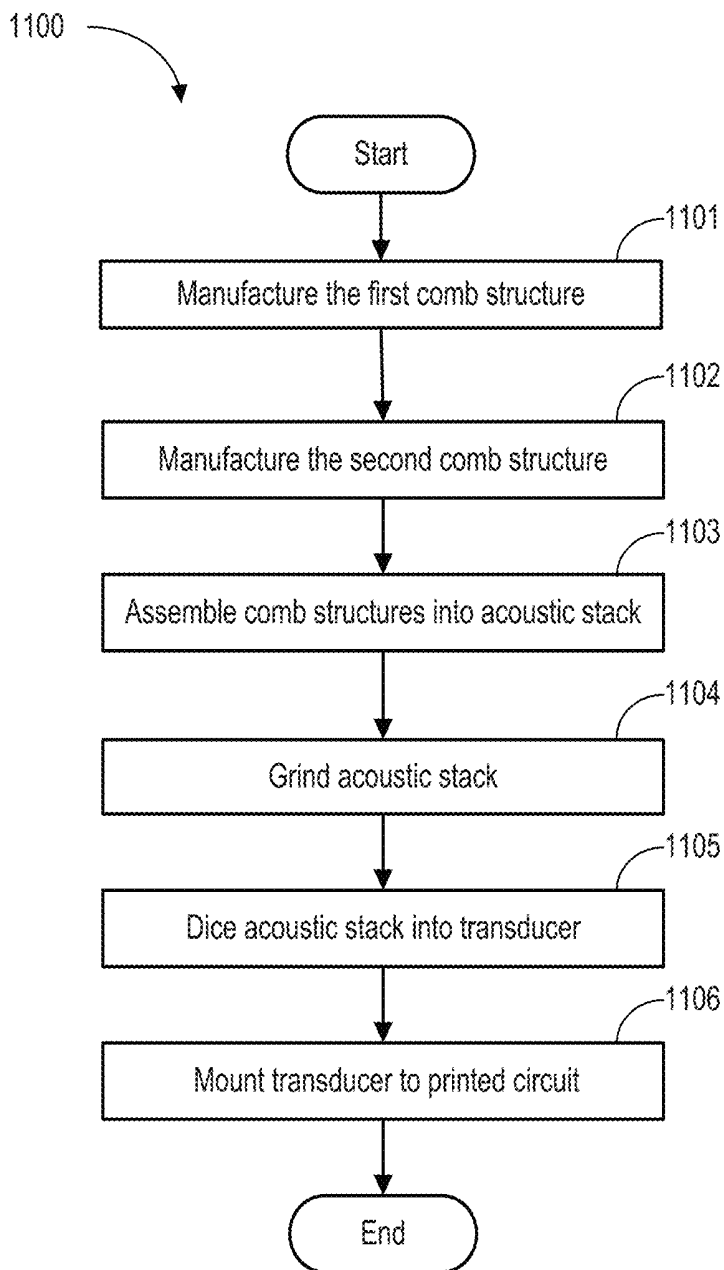 1100
Start
1101
Manufacture the first comb structure
1102
Manufacture the second comb structure
1103
Assemble comb structures into acoustic stack
1104
Grind acoustic stack
1105
Dice acoustic stack into transducer
1106
Mount transducer to printed circuit
End